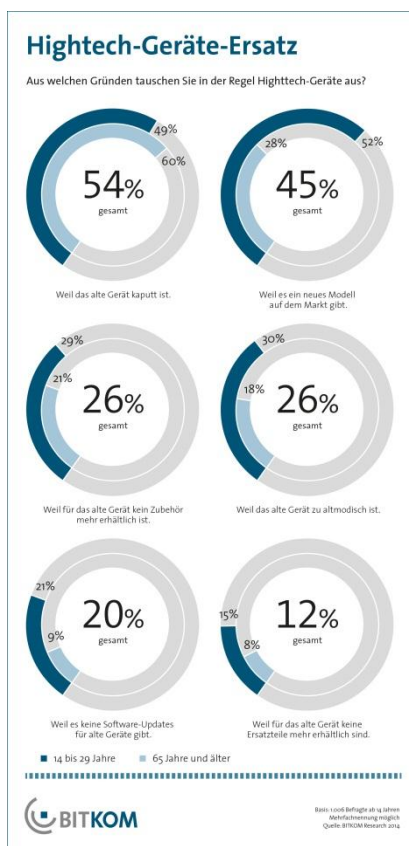 Hightech-Geräte-Ersatz
Aus welchen Gründen tauschen Sie in der Regel Highttech-Geräte aus?
49%
60%
54%
gesamt
Weil das alte Gerät kaputt ist.
28%
52%
45%
gesamt
Weil es ein neues Modell
auf dem Markt gibt.
29%
21%
26%
gesamt
Weil für das alte Gerät kein Zubehör
mehr erhältlich ist.
30%
18%
26%
gesamt
Weil das alte Gerät zu altmodisch ist.
21%
9%
20%
gesamt
Weil es keine Software-Updates
für alte Geräte gibt.
15%
8%
12%
gesamt
Weil für das alte Gerät keine
Ersatzteile mehr erhältlich sind.
14 bis 29 Jahre
65 Jahre und älter
BITKOM
Basis: 1.006 Befragte ab 14 Jahren
Mehrfachnennung möglich
Quelle: BITKOM Research 2014